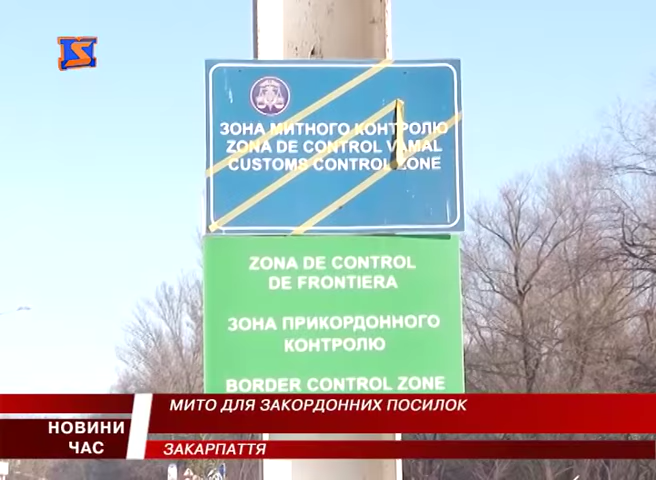 ЗОНА МИТНОГО КОНТРОЛЮ
ZONA DE CONTROL VAMAL
CUSTOMS CONTROL ZONE
ZONA DE CONTROL
DE FRONTIERA
ЗОНА ПРИКОРДОННОГО
КОНТРОЛЮ
BORDER CONTROL ZONE
МИТО ДЛЯ ЗАКОРДОННИХ ПОСИЛОК
НОВИНИ
ЧАС
ЗАКАРПАТТЯ